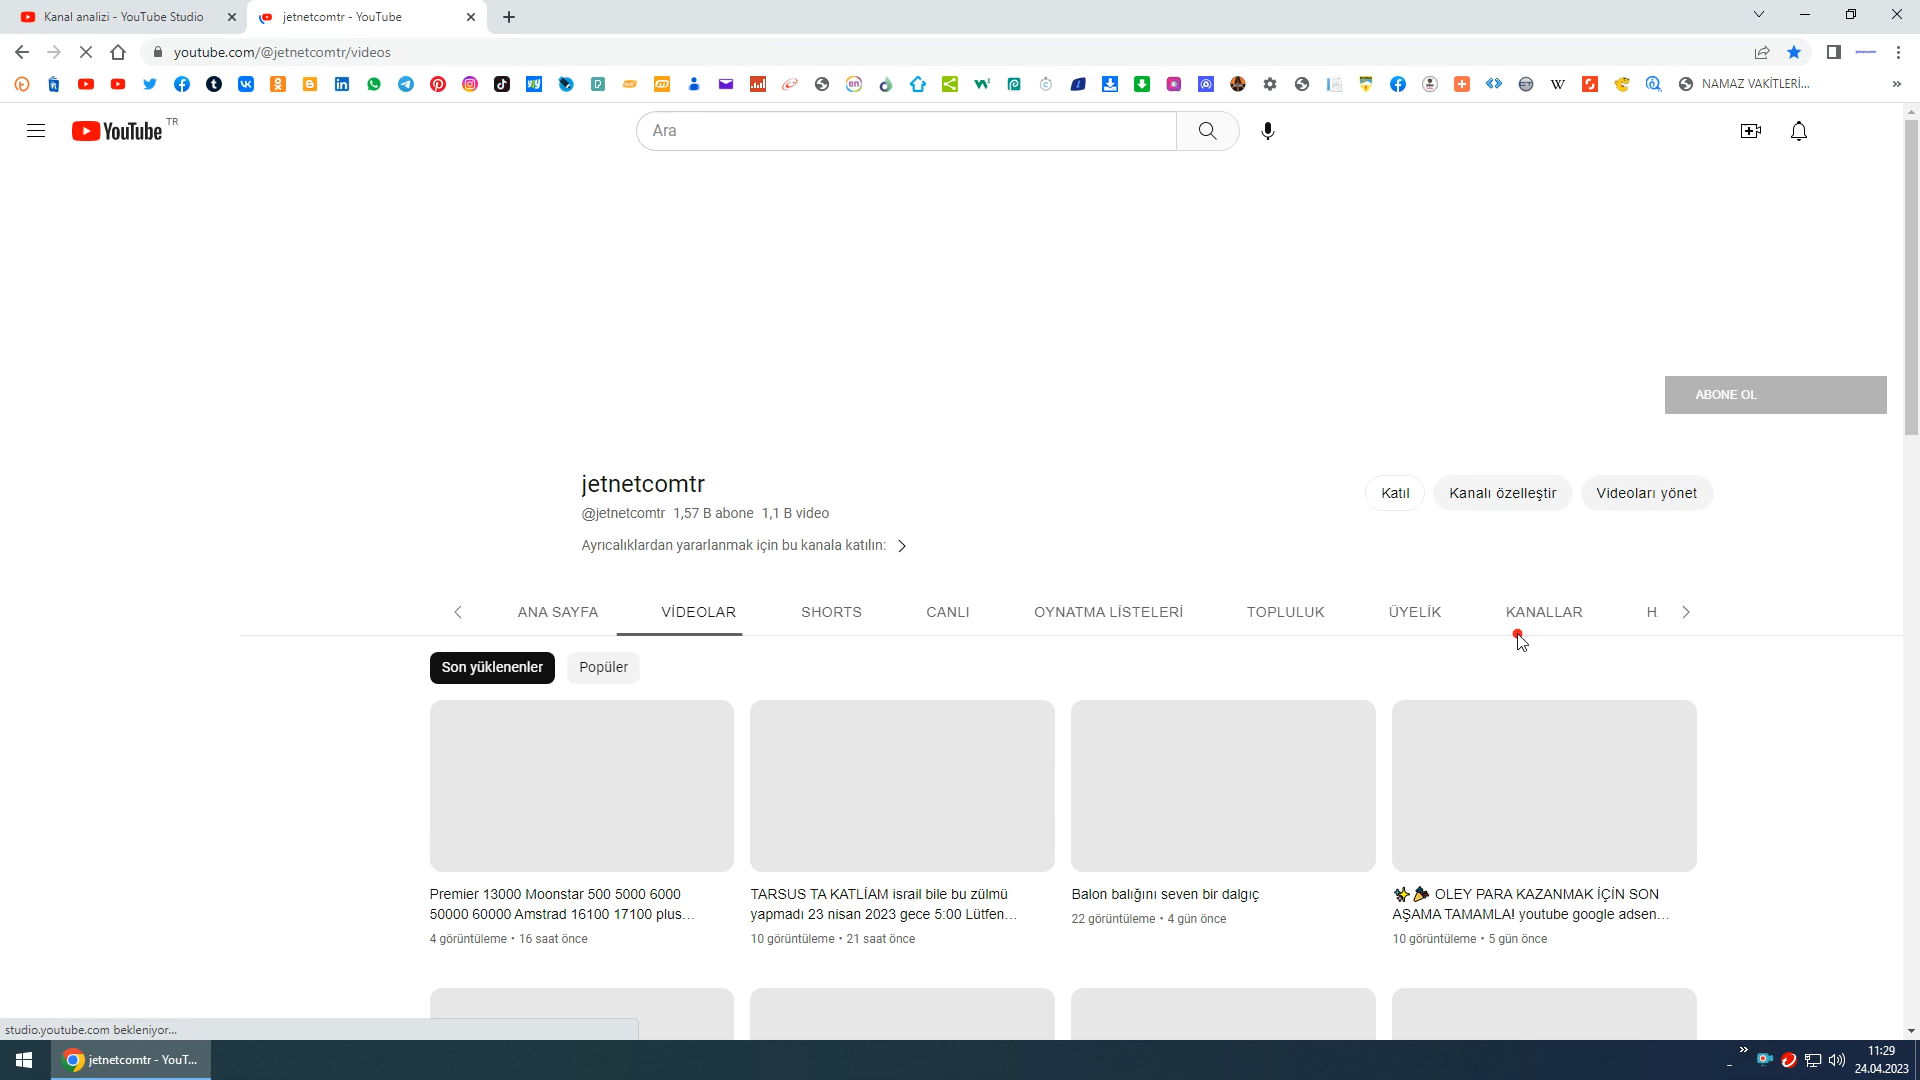 Kanal analizi - YouTube Studio
jetnetcomtr - YouTube
youtube.com/@jetnetcomtr/videos
NAMAZ VAKİTLERİ...
YouTube TR
Ara
ABONE OL
jetnetcomtr
@jetnetcomtr 1,57 B abone 1,1 B video
Ayrıcalıklardan yararlanmak için bu kanala katılın:
Katıl
Kanalı özelleştir
Videoları yönet
ANA SAYFA
VİDEOLAR
SHORTS
CANLI
OYNATMA LİSTELERİ
TOPLULUK
ÜYELİK
KANALLAR
Son yüklenenler
Popüler
Premier 13000 Moonstar 500 5000 6000
50000 60000 Amstrad 16100 17100 plus...
4 görüntüleme • 16 saat önce
TARSUS TA KATLİAM israil bile bu zülmü
yapmadı 23 nisan 2023 gece 5:00 Lütfen...
10 görüntüleme • 21 saat önce
Balon balığını seven bir dalgıç
22 görüntüleme • 4 gün önce
✨🎉 OLEY PARA KAZANMAK İÇİN SON
AŞAMA TAMAMLA! youtube google adsen...
10 görüntüleme • 5 gün önce
studio.youtube.com bekleniyor...
jetnetcomtr - YouT...
11:29
24.04.2023